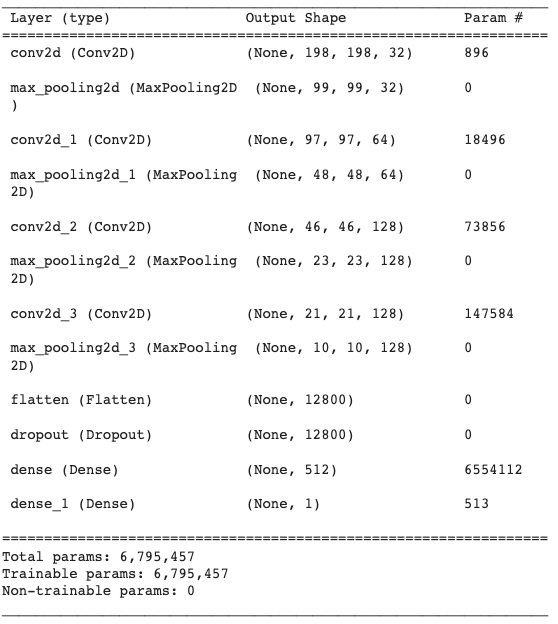 Layer (type) Output Shape Param #
=================================================================
conv2d (Conv2D) (None, 198, 198, 32) 896
max_pooling2d (MaxPooling2D (None, 99, 99, 32) 0
)
conv2d_1 (Conv2D) (None, 97, 97, 64) 18496
max_pooling2d_1 (MaxPooling (None, 48, 48, 64) 0
2D)
conv2d_2 (Conv2D) (None, 46, 46, 128) 73856
max_pooling2d_2 (MaxPooling (None, 23, 23, 128) 0
2D)
conv2d_3 (Conv2D) (None, 21, 21, 128) 147584
max_pooling2d_3 (MaxPooling (None, 10, 10, 128) 0
2D)
flatten (Flatten) (None, 12800) 0
dropout (Dropout) (None, 12800) 0
dense (Dense) (None, 512) 6554112
dense_1 (Dense) (None, 1) 513
=================================================================
Total params: 6,795,457
Trainable params: 6,795,457
Non-trainable params: 0